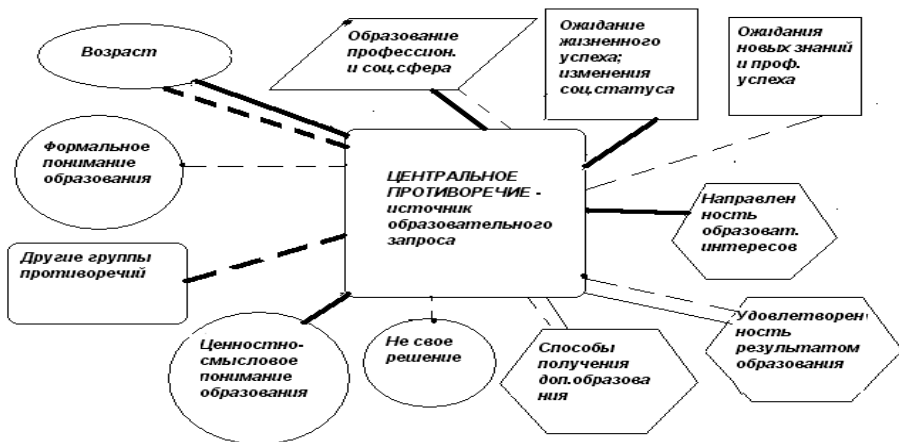 Возраст
Образование
профессион.
и соц.сфера
Ожидание
жизненного
успеха;
изменения
соц.статуса
Ожидания
новых знаний
и проф.
успеха
Формальное
понимание
образования
ЦЕНТРАЛЬНОЕ
ПРОТИВОРЕЧИЕ -
источник
образовательного
запроса
Направлен
ность
образоват.
интересов
Другие группы
противоречий
Ценностно-
смысловое
понимание
образования
Не свое
решение
Способы
получения
доп.образова
ния
Удовлетворен
ность
результатом
образования